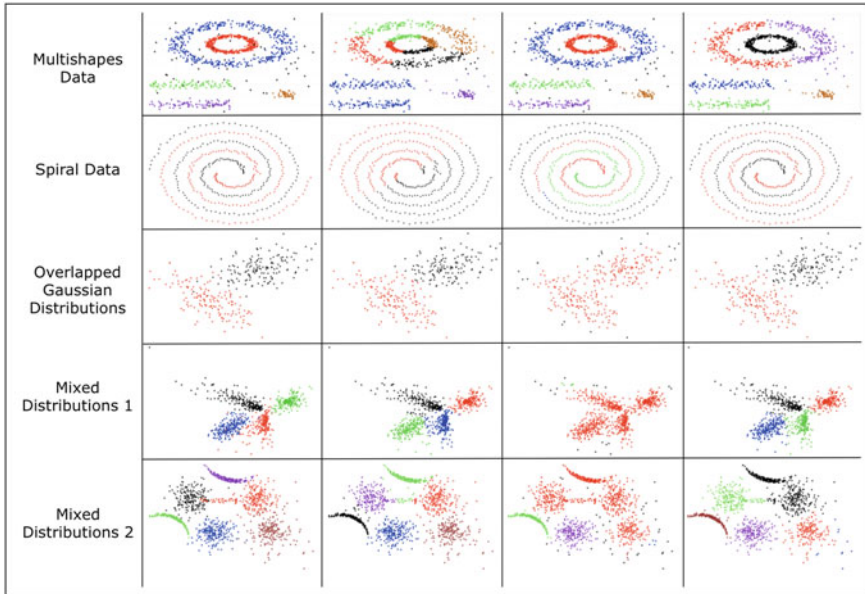 Multishapes
Data
Spiral Data
Overlapped
Gaussian
Distributions
Mixed
Distributions 1
Mixed
Distributions 2